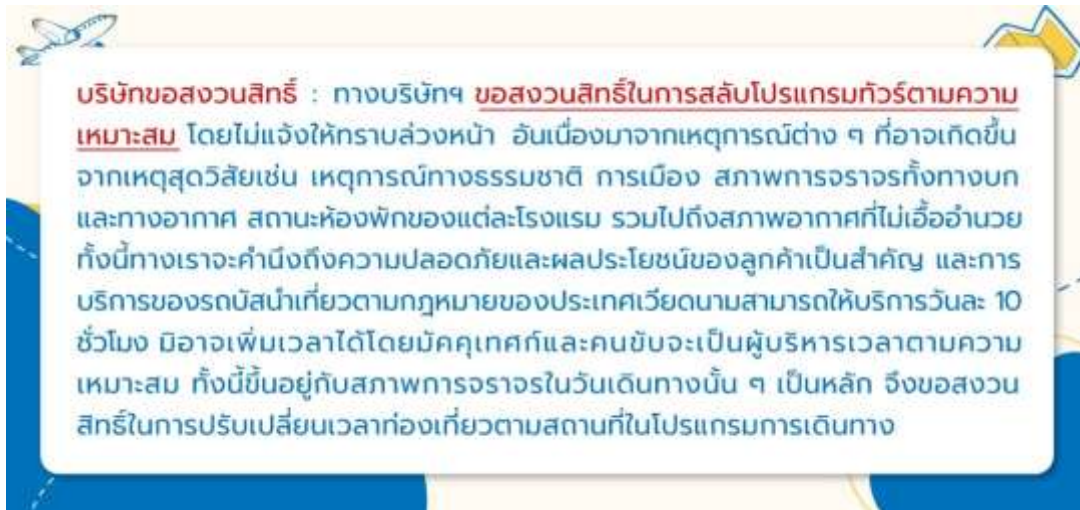 บริษัทขอสงวนสิทธิ์ : ทางบริษัทฯ ขอสงวนสิทธิ์ในการสลับโปรแกรมทัวร์ตามความ
เหมาะสม โดยไม่แจ้งให้ทราบล่วงหน้า อันเนื่องมาจากเหตุการณ์ต่าง ๆ ที่อาจเกิดขึ้น
จากเหตุสุดวิสัยเช่น เหตุการณ์ทางธรรมชาติ การเมือง สภาพการจราจรทั้งทางบก
และทางอากาศ สถานะห้องพักของแต่ละโรงแรม รวมไปถึงสภาพอากาศที่ไม่เอื้ออำนวย
ทั้งนี้ทางเราจะคำนึงถึงความปลอดภัยและผลประโยชน์ของลูกค้าเป็นสำคัญ และการ
บริการของรถบัสนำเที่ยวตามกฎหมายของประเทศเวียดนามสามารถให้บริการวันละ 10
ชั่วโมง มิอาจเพิ่มเวลาได้โดยมัคคุเทศก์และคนขับจะเป็นผู้บริหารเวลาตามความ
เหมาะสม ทั้งนี้ขึ้นอยู่กับสภาพการจราจรในวันเดินทางนั้น ๆ เป็นหลัก จึงขอสงวน
สิทธิ์ในการปรับเปลี่ยนเวลาท่องเที่ยวตามสถานที่ในโปรแกรมการเดินทาง